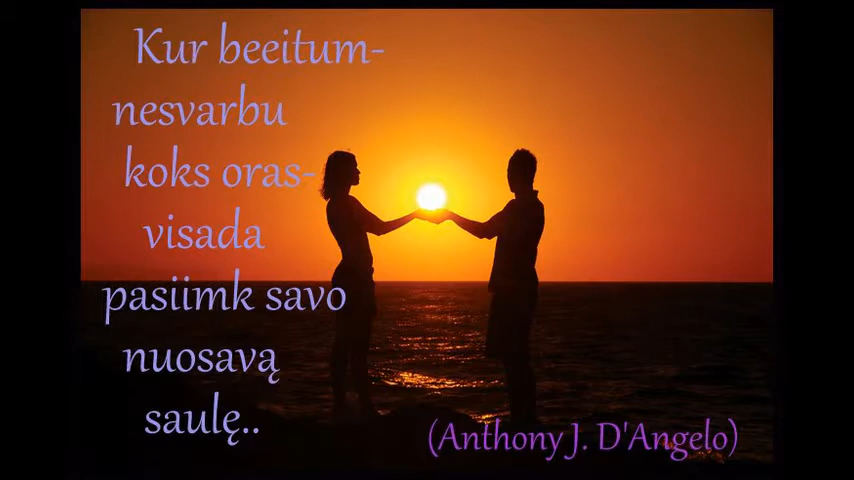 Kur beeitum-
nesvarbu
koks oras-
visada
pasiimk savo
nuosavą
saulę..
(Anthony J. D'Angelo)